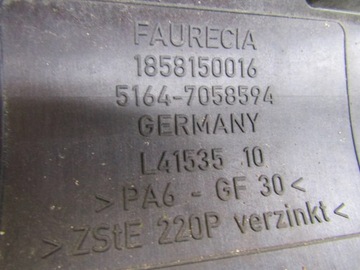 FAURECIA
1858150016
5164-7058594
GERMANY
L41535 10
>PA6 - GF 30<
>ZStE 220P verzinkt<